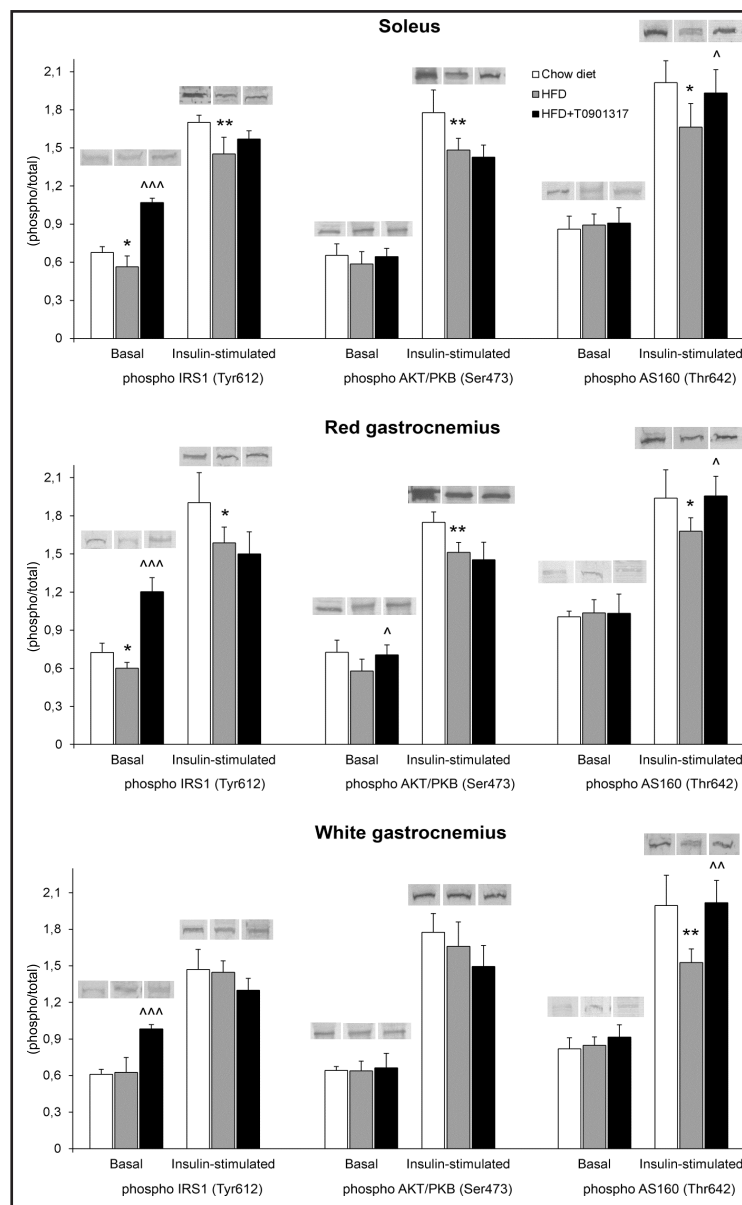 Soleus
Chow diet
HFD
HFD+T0901317
(phospho/total)
2,1
1,8
1,5
1,2
0,9
0,6
0,3
0
*
^^^
**
**
*
^
Basal Insulin-stimulated Basal Insulin-stimulated Basal Insulin-stimulated
phospho IRS1 (Tyr612) phospho AKT/PKB (Ser473) phospho AS160 (Thr642)
Red gastrocnemius
(phospho/total)
2,1
1,8
1,5
1,2
0,9
0,6
0,3
0
*
^^^
*
^
**
*
^
Basal Insulin-stimulated Basal Insulin-stimulated Basal Insulin-stimulated
phospho IRS1 (Tyr612) phospho AKT/PKB (Ser473) phospho AS160 (Thr642)
White gastrocnemius
(phospho/total)
2,1
1,8
1,5
1,2
0,9
0,6
0,3
0
^^^
**
^^
Basal Insulin-stimulated Basal Insulin-stimulated Basal Insulin-stimulated
phospho IRS1 (Tyr612) phospho AKT/PKB (Ser473) phospho AS160 (Thr642)